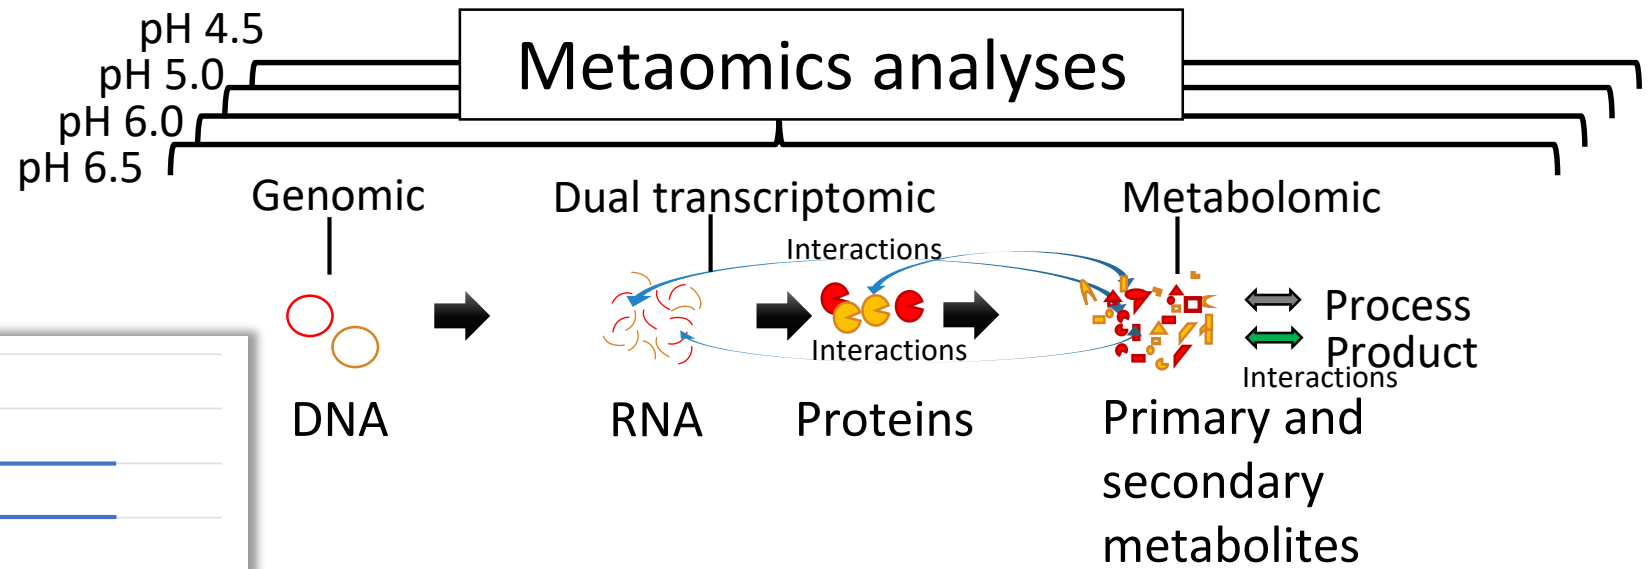 pH 4.5
Metaomics analyses
pH 5.0
pH 6.0
pH 6.5
Genomic
Dual transcriptomic
Metabolomic
Interactions
Process
Product
Interactions
Interactions
DNA
RNA
Proteins
Primary and
secondary
metabolites